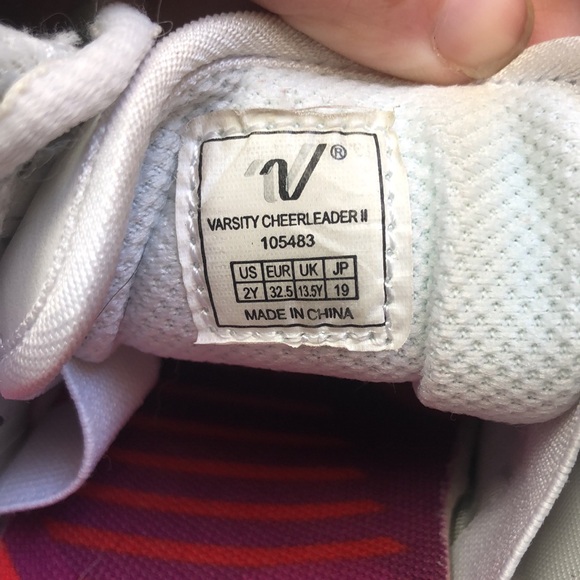 V®
VARSITY CHEERLEADER II
105483
US EUR UK JP
2Y 32.5 13.5Y 19
MADE IN CHINA